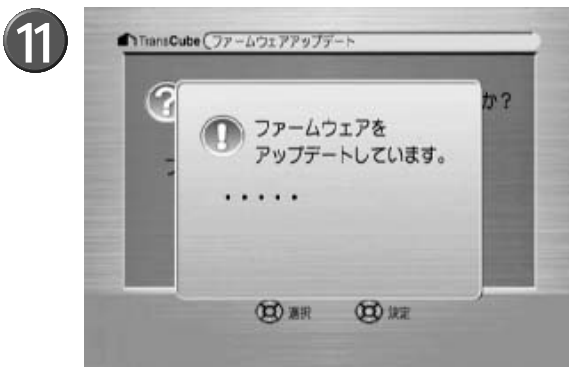 11
TransCube ファームウェアアップデート
? か?
! ファームウェアを
アップデートしています。
・・・・・
選択 決定